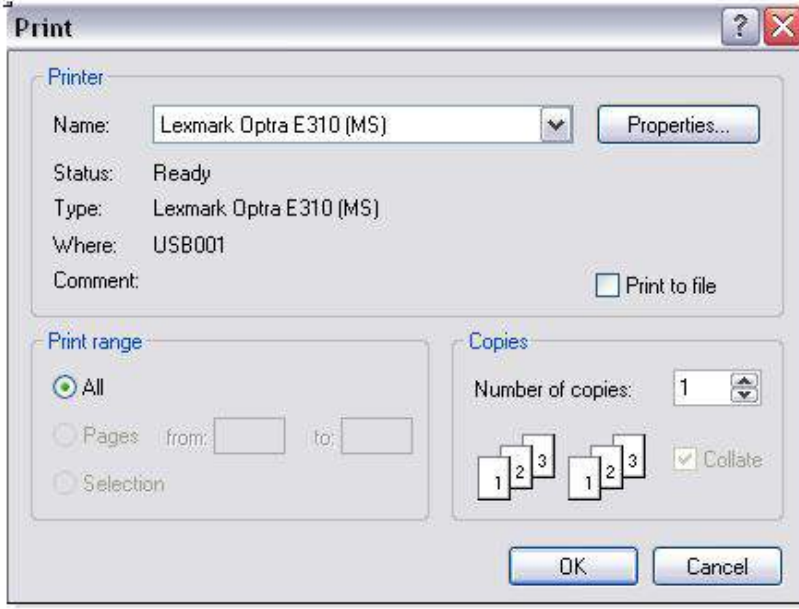 Print
Printer
Name: Lexmark Optra E310 (MS) Properties...
Status: Ready
Type: Lexmark Optra E310 (MS)
Where: USB001
Comment: Print to file
Print range
All
Pages from: to:
Selection
Copies
Number of copies: 1
1 2 3 1 2 3 Collate
OK Cancel